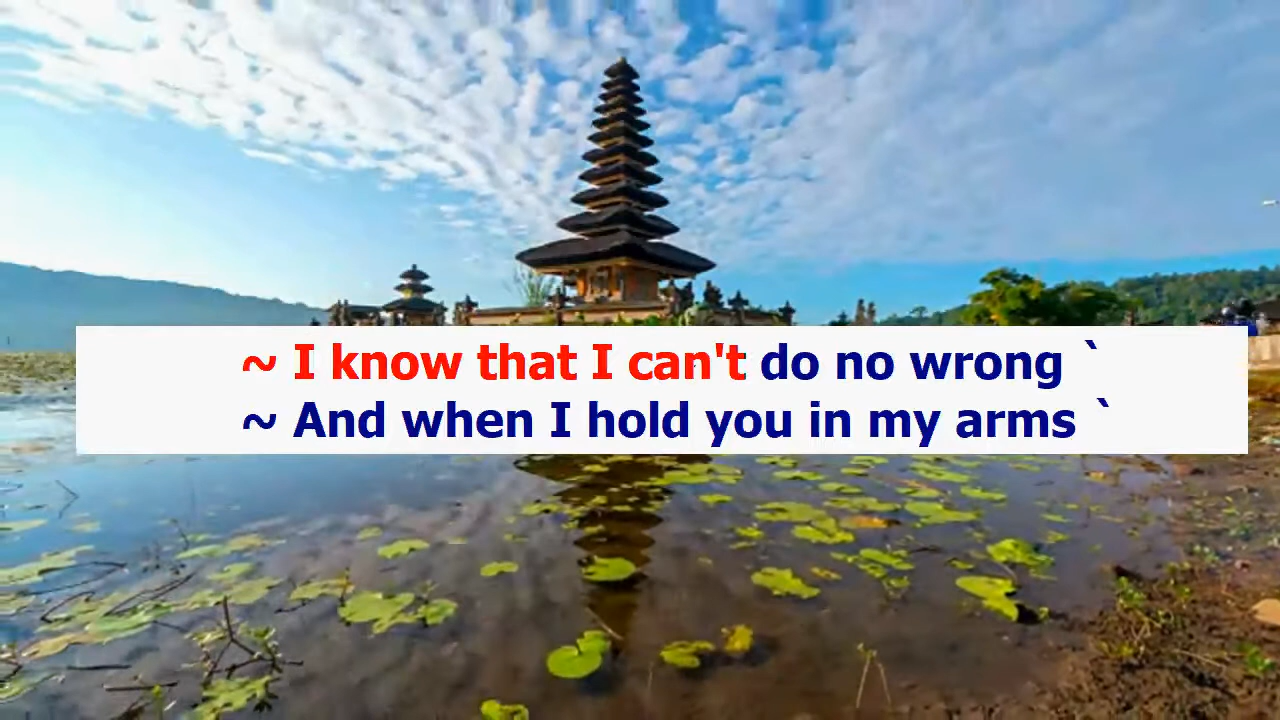 ~ I know that I can't do no wrong `
~ And when I hold you in my arms `